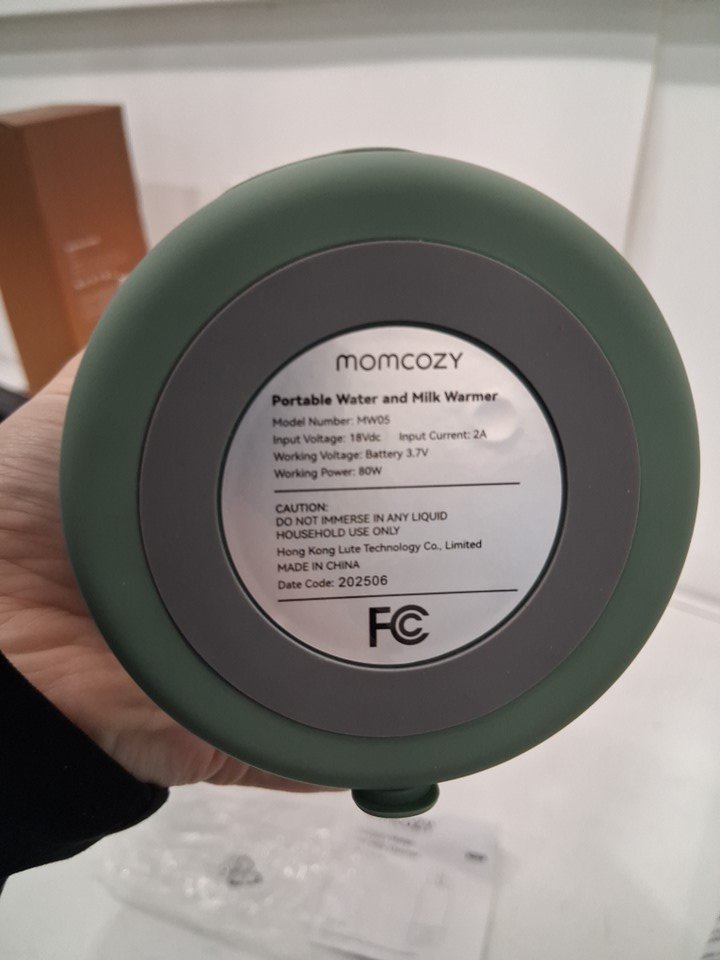 momcozy
Portable Water and Milk Warmer
Model Number: MW05
Input Voltage: 18Vdc Input Current: 2A
Working Voltage: Battery 3.7V
Working Power: 80W
CAUTION:
DO NOT IMMERSE IN ANY LIQUID
HOUSEHOLD USE ONLY
Hong Kong Lute Technology Co., Limited
MADE IN CHINA
Date Code: 202506
FC